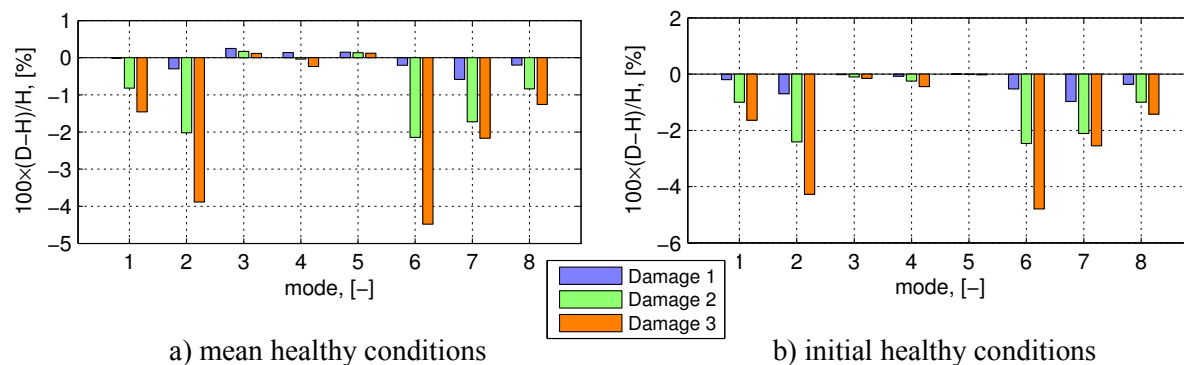 100×(D−H)/H, [%]
1
0
−1
−2
−3
−4
−5
1 2 3 4 5 6 7 8
mode, [−]
a) mean healthy conditions
100×(D−H)/H, [%]
2
0
−2
−4
−6
1 2 3 4 5 6 7 8
mode, [−]
b) initial healthy conditions
Damage 1
Damage 2
Damage 3